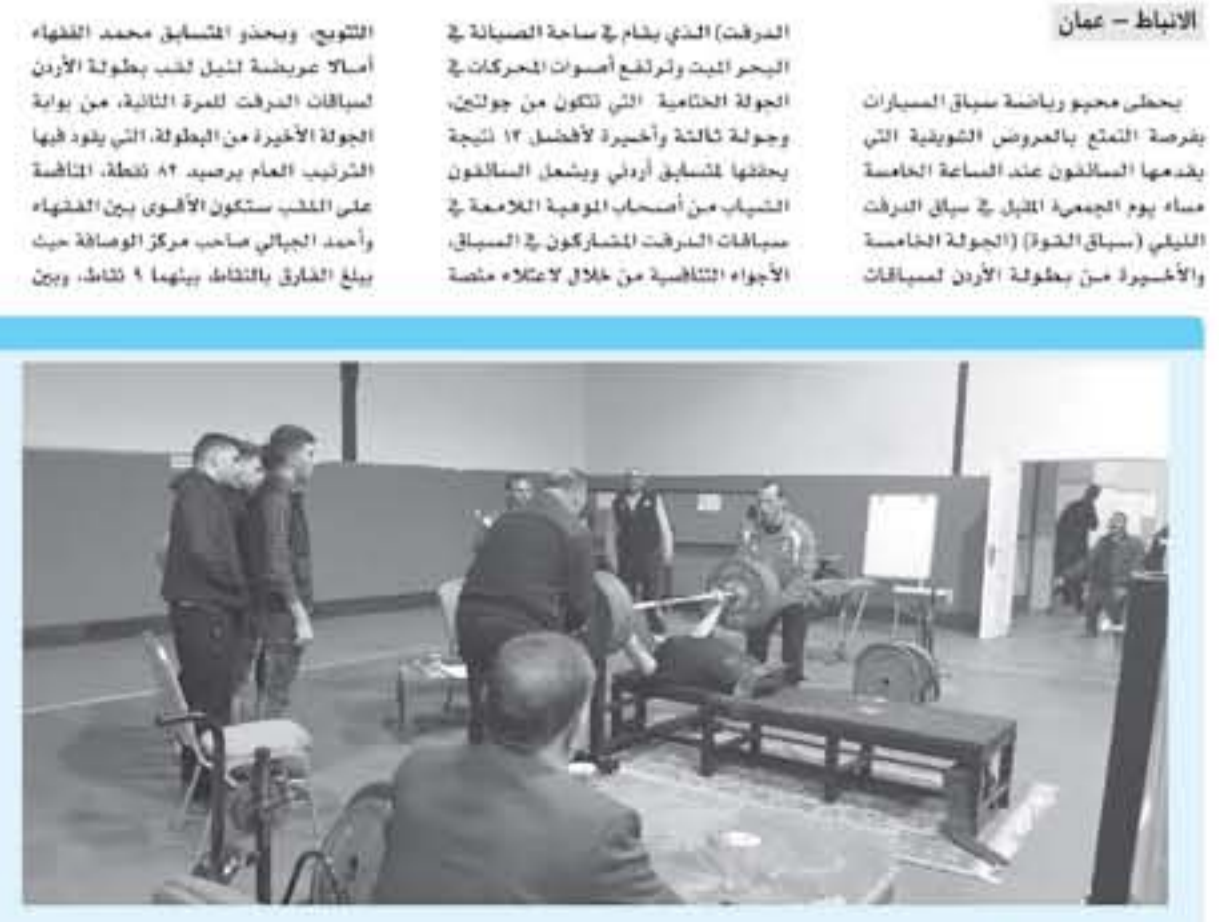 الانباط – عمان
يحظى محبو رياضة سباق السيارات
بفرصة التمتع بالعروض الشويقية التي
يقدمها السائقون عند الساعة الخامسة
مساء يوم الجمعة المقبل في سباق الدرفت
الليلي (سباق القوة) (الجولة الخامسة
والأخيرة من بطولة الأردن لسباقات
الدرفت) الذي يقام في ساحة الصيانة في
البحر الميت وترتفع أصوات المحركات في
الجولة الختامية التي تتكون من جولتين،
وجولة ثالثة وأخيرة لأفضل ١٢ نتيجة
يحققها متسابق أردني ويشعل السائقون
الشباب من أصحاب الموهبة اللامعة في
سباقات الدرفت المشاركون في السباق،
الأجواء التنافسية من خلال لاعتلاء منصة
التتويج، ويحذو المتسابق محمد الفقهاء
أمالا عريضة لنيل لقب بطولة الأردن
لسباقات الدرفت للمرة الثانية، من بوابة
الجولة الأخيرة من البطولة، التي يقود فيها
الترتيب العام برصيد ٨٢ نقطة، المنافسة
على اللقب ستكون الأقوى بين الفقهاء
وأحمد الجيالي صاحب مركز الوصافة حيث
يبلغ الفارق بالنقاط بينهما ٩ نقاط، وبين